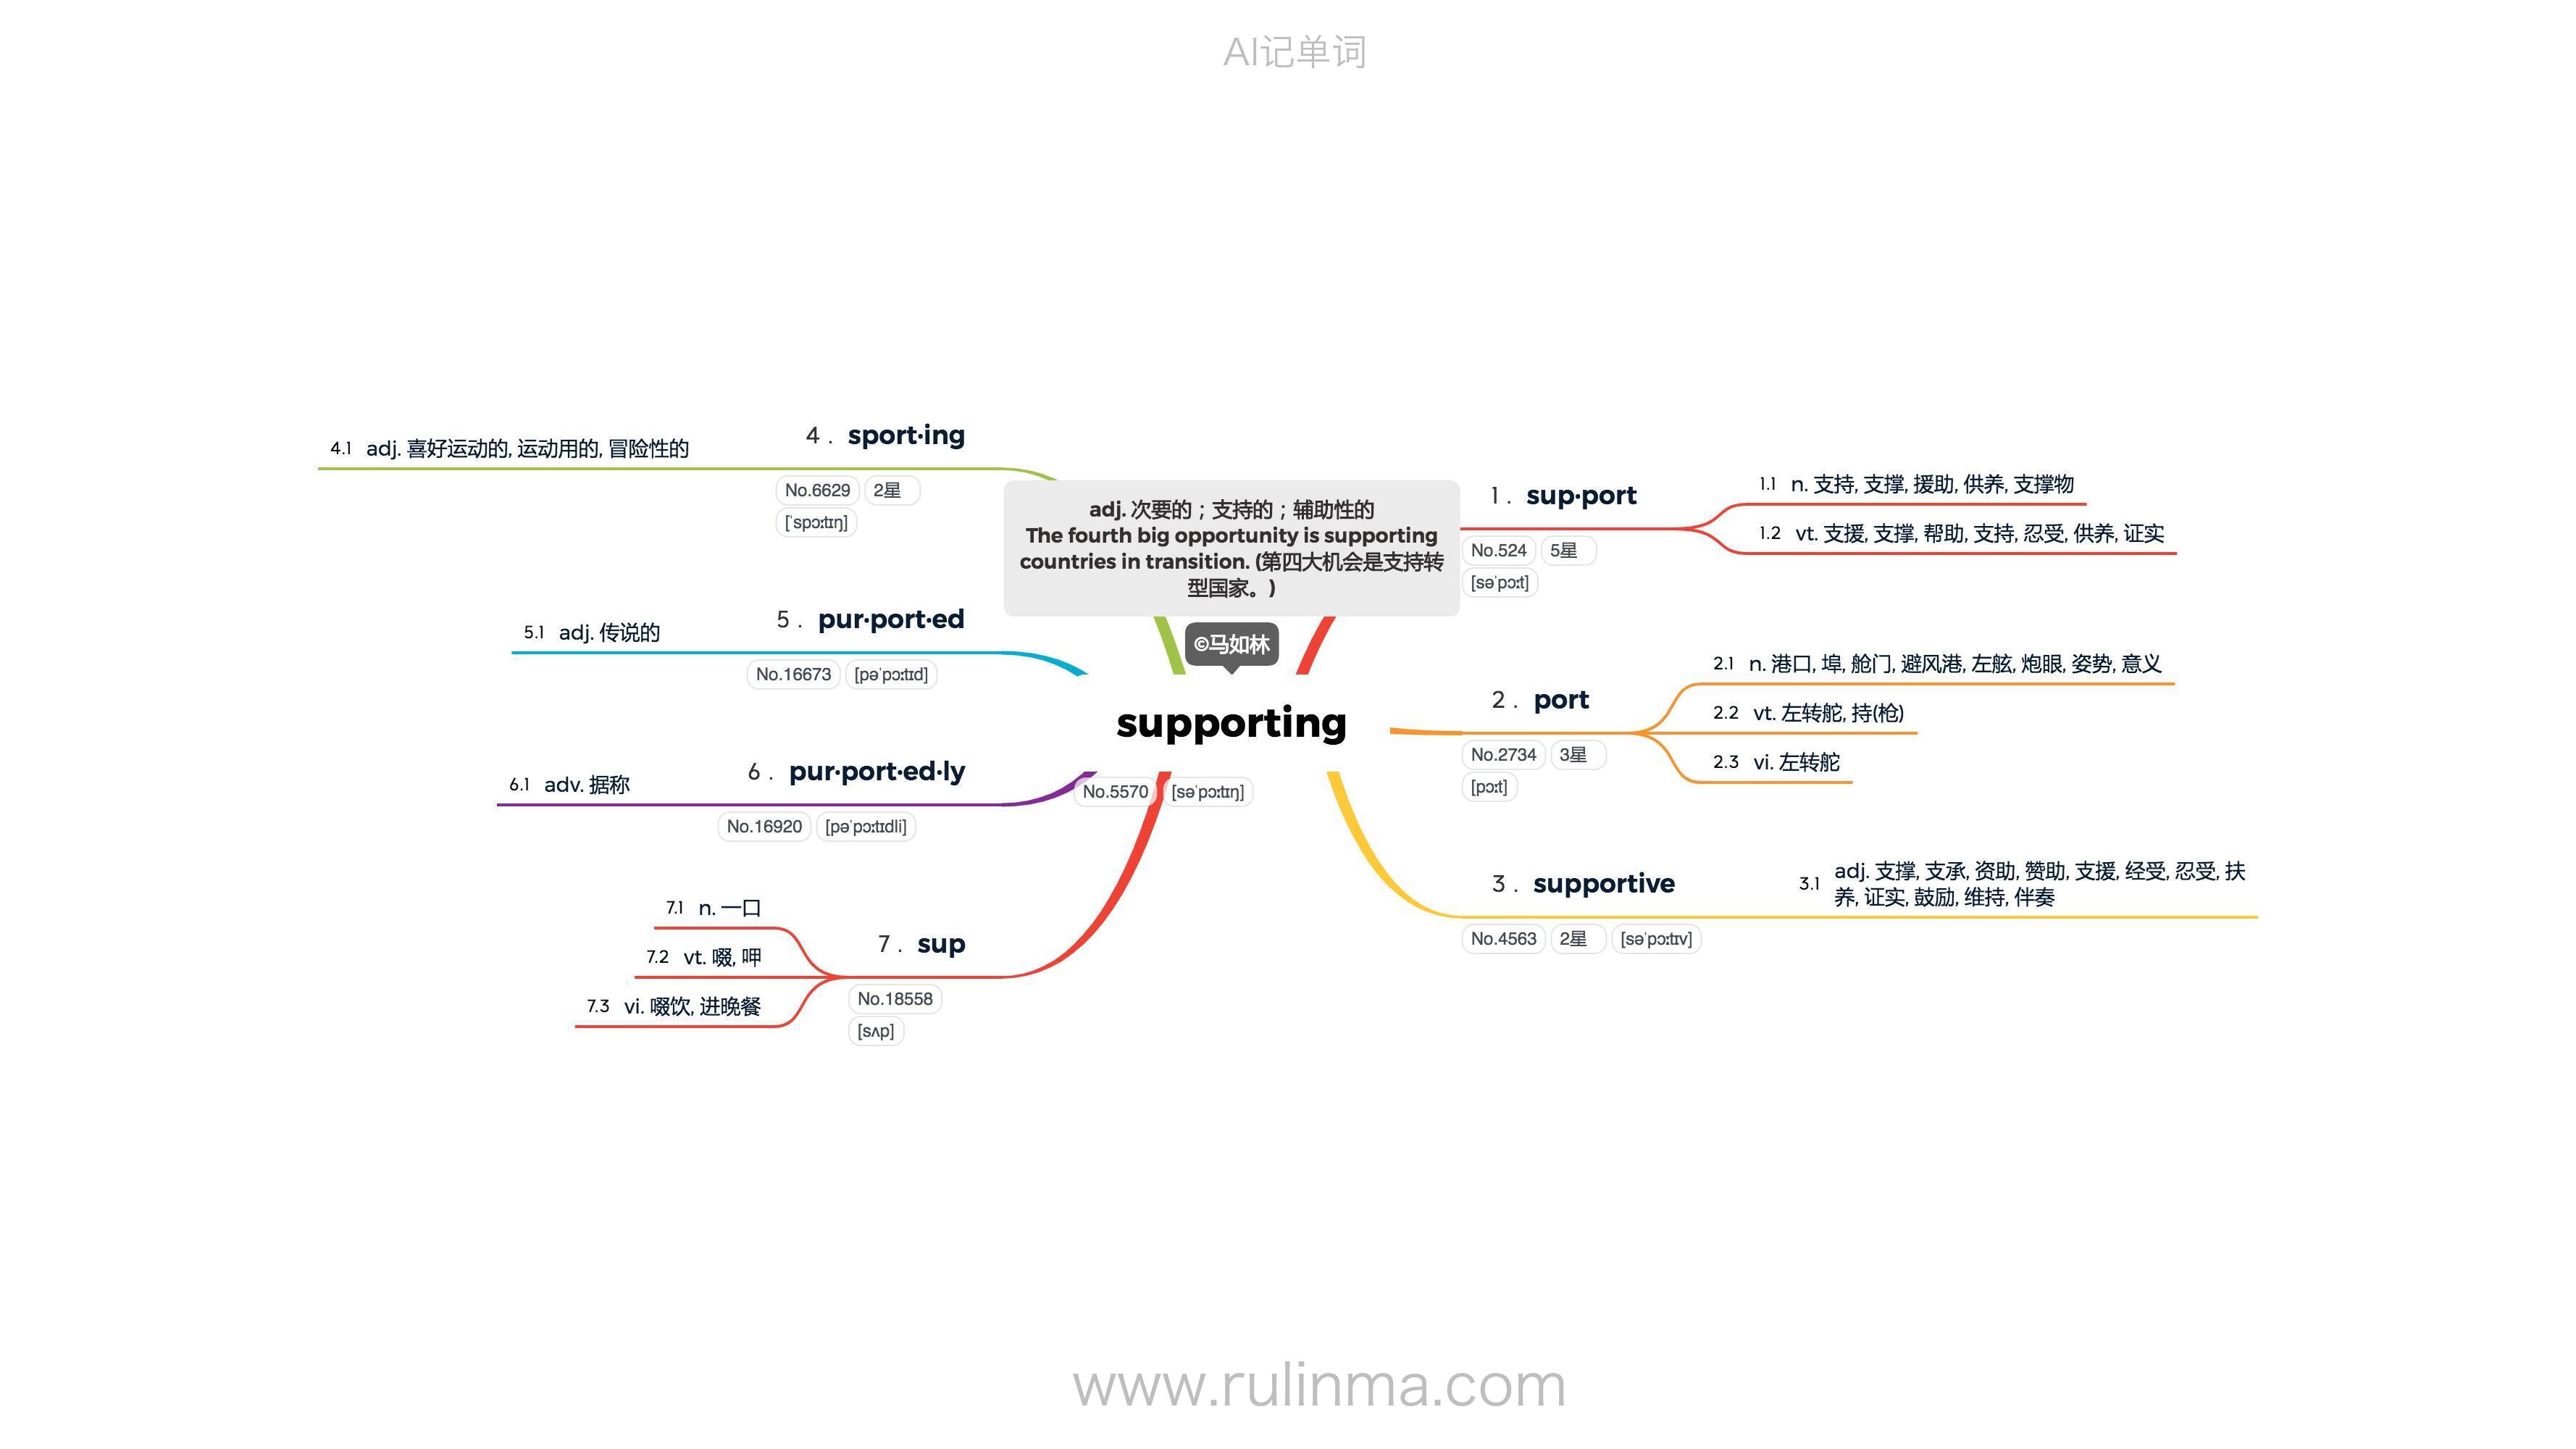 AI记单词
adj. 次要的；支持的；辅助性的
The fourth big opportunity is supporting
countries in transition. (第四大机会是支持转
型国家。)
©马如林
supporting
No.5570 [səˈpɔːtɪŋ]
1. sup·port
No.524 5星
[səˈpɔːt]
1.1 n. 支持, 支撑, 援助, 供养, 支撑物
1.2 vt. 支援, 支撑, 帮助, 支持, 忍受, 供养, 证实
2. port
No.2734 3星
[pɔːt]
2.1 n. 港口, 埠, 舱门, 避风港, 左舷, 炮眼, 姿势, 意义
2.2 vt. 左转舵, 持(枪)
2.3 vi. 左转舵
3. supportive
No.4563 2星 [səˈpɔːtɪv]
3.1 adj. 支撑, 支承, 资助, 赞助, 支援, 经受, 忍受, 扶
养, 证实, 鼓励, 维持, 伴奏
4. sport·ing
No.6629 2星
[ˈspɔːtɪŋ]
4.1 adj. 喜好运动的, 运动用的, 冒险性的
5. pur·port·ed
No.16673 [pəˈpɔːtɪd]
5.1 adj. 传说的
6. pur·port·ed·ly
No.16920 [pəˈpɔːtɪdli]
6.1 adv. 据称
7. sup
No.18558
[sʌp]
7.1 n. 一口
7.2 vt. 啜, 呷
7.3 vi. 啜饮, 进晚餐
www.rulinma.com